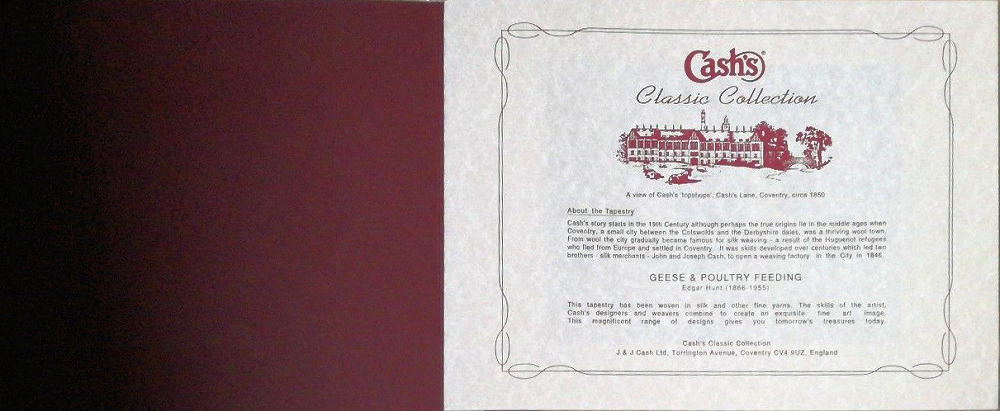 Cash's®
Classic Collection
A view of Cash's 'topshops', Cash's Lane, Coventry, circa 1860
About the Tapestry
Cash's story starts in the 19th Century although perhaps the true origins lie in the middle ages when
Coventry, a small city between the Cotswolds and the Derbyshire dales, was a thriving wool town.
From wool the city gradually became famous for silk weaving - a result of the Huguenot refugees
who fled from Europe and settled in Coventry. It was skills developed over centuries which led two
brothers - silk merchants - John and Joseph Cash, to open a weaving factory in the City in 1846.
GEESE & POULTRY FEEDING
Edgar Hunt (1866-1955)
This tapestry has been woven in silk and other fine yarns. The skills of the artist,
Cash's designers and weavers combine to create an exquisite fine art image.
This magnificent range of designs gives you tomorrow's treasures today.
Cash's Classic Collection
J & J Cash Ltd, Torrington Avenue, Coventry CV4 9UZ, England